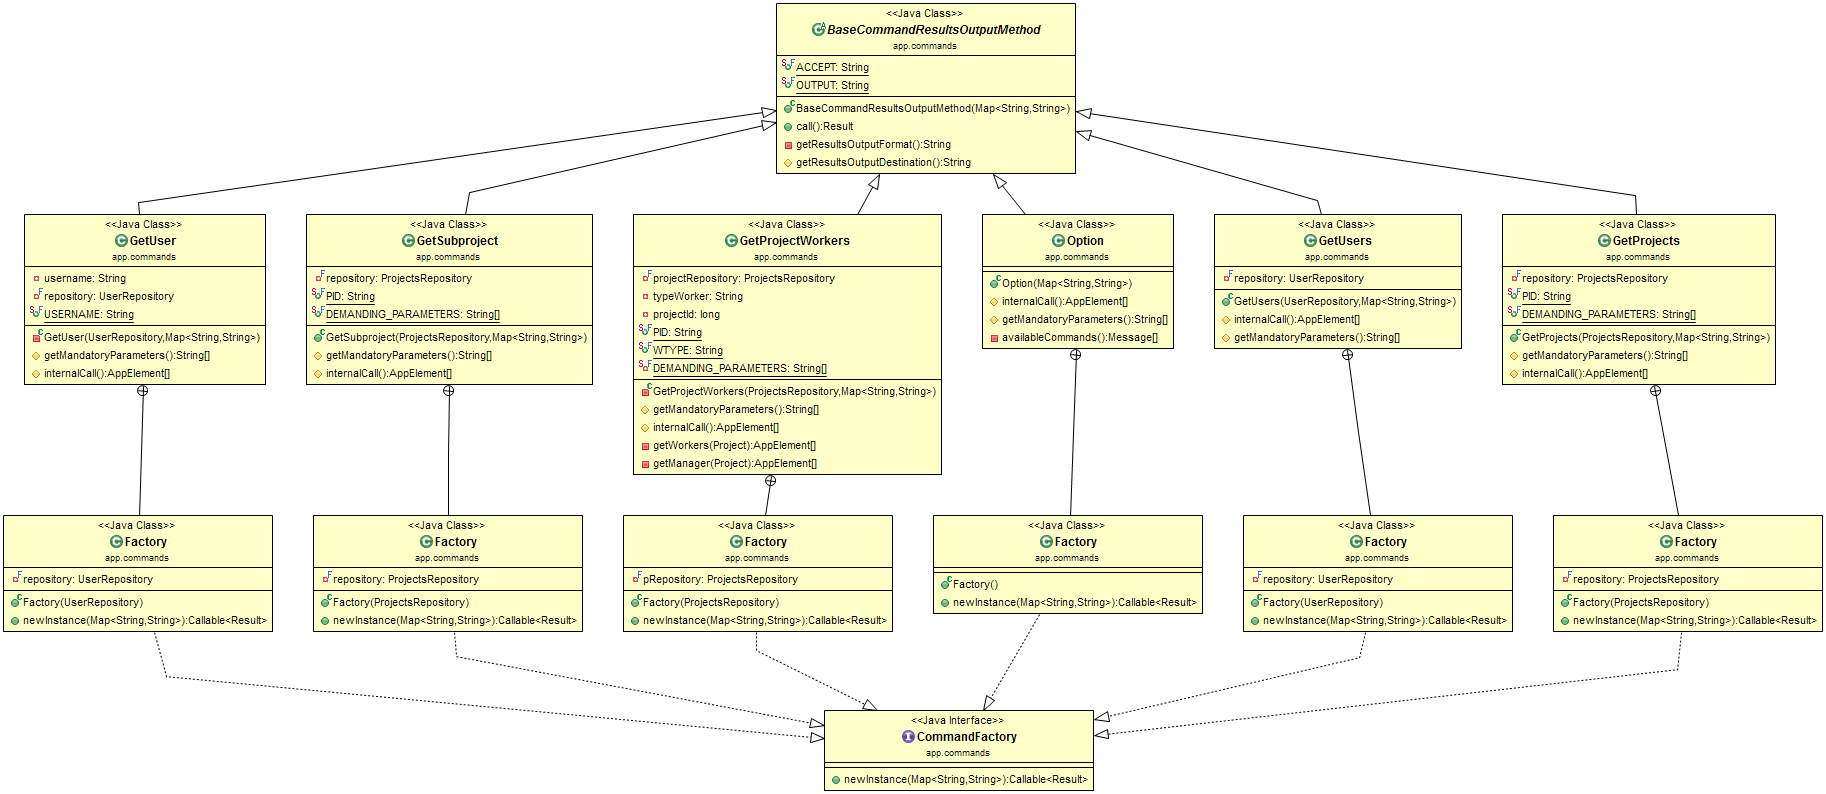 <<Java Class>>
BaseCommandResultsOutputMethod
app.commands
ACCEPT: String
OUTPUT: String
BaseCommandResultsOutputMethod(Map<String,String>)
call():Result
getResultsOutputFormat():String
getResultsOutputDestination():String
<<Java Class>>
GetUser
app.commands
username: String
repository: UserRepository
USERNAME: String
GetUser(UserRepository,Map<String,String>)
getMandatoryParameters():String[]
internalCall():AppElement[]
<<Java Class>>
GetSubproject
app.commands
repository: ProjectsRepository
PID: String
DEMANDING_PARAMETERS: String[]
GetSubproject(ProjectsRepository,Map<String,String>)
getMandatoryParameters():String[]
internalCall():AppElement[]
<<Java Class>>
GetProjectWorkers
app.commands
projectRepository: ProjectsRepository
typeWorker: String
projectId: long
PID: String
WTYPE: String
DEMANDING_PARAMETERS: String[]
GetProjectWorkers(ProjectsRepository,Map<String,String>)
getMandatoryParameters():String[]
internalCall():AppElement[]
getWorkers(Project):AppElement[]
getManager(Project):AppElement[]
<<Java Class>>
Option
app.commands
Option(Map<String,String>)
internalCall():AppElement[]
getMandatoryParameters():String[]
availableCommands():Message[]
<<Java Class>>
GetUsers
app.commands
repository: UserRepository
GetUsers(UserRepository,Map<String,String>)
internalCall():AppElement[]
getMandatoryParameters():String[]
<<Java Class>>
GetProjects
app.commands
repository: ProjectsRepository
PID: String
DEMANDING_PARAMETERS: String[]
GetProjects(ProjectsRepository,Map<String,String>)
getMandatoryParameters():String[]
internalCall():AppElement[]
<<Java Class>>
Factory
app.commands
repository: UserRepository
Factory(UserRepository)
newInstance(Map<String,String>):Callable<Result>
<<Java Class>>
Factory
app.commands
repository: ProjectsRepository
Factory(ProjectsRepository)
newInstance(Map<String,String>):Callable<Result>
<<Java Class>>
Factory
app.commands
pRepository: ProjectsRepository
Factory(ProjectsRepository)
newInstance(Map<String,String>):Callable<Result>
<<Java Class>>
Factory
app.commands
Factory()
newInstance(Map<String,String>):Callable<Result>
<<Java Class>>
Factory
app.commands
repository: UserRepository
Factory(UserRepository)
newInstance(Map<String,String>):Callable<Result>
<<Java Class>>
Factory
app.commands
repository: ProjectsRepository
Factory(ProjectsRepository)
newInstance(Map<String,String>):Callable<Result>
<<Java Interface>>
CommandFactory
app.commands
newInstance(Map<String,String>):Callable<Result>